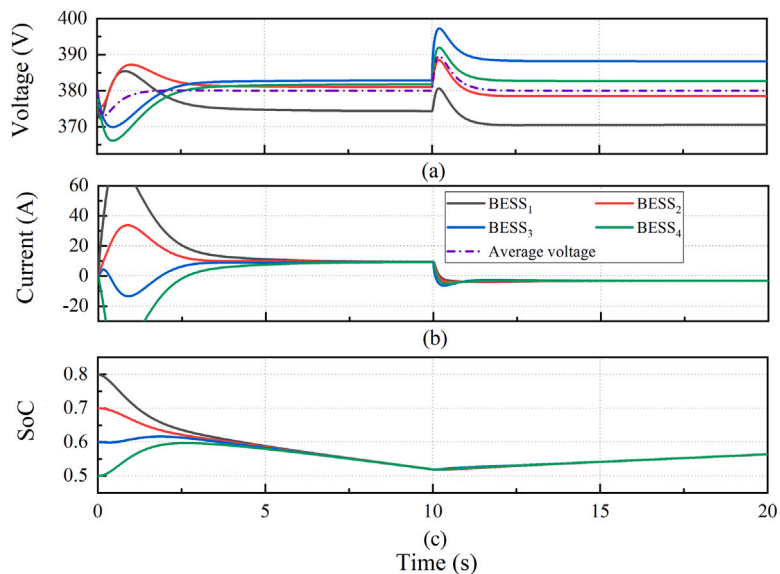 400
390
380
370
Voltage (V)
(a)
60
40
20
0
-20
Current (A)
BESS1 BESS2
BESS3 BESS4
Average voltage
(b)
0.8
0.7
0.6
0.5
SoC
0 5 10 15 20
(c)
Time (s)